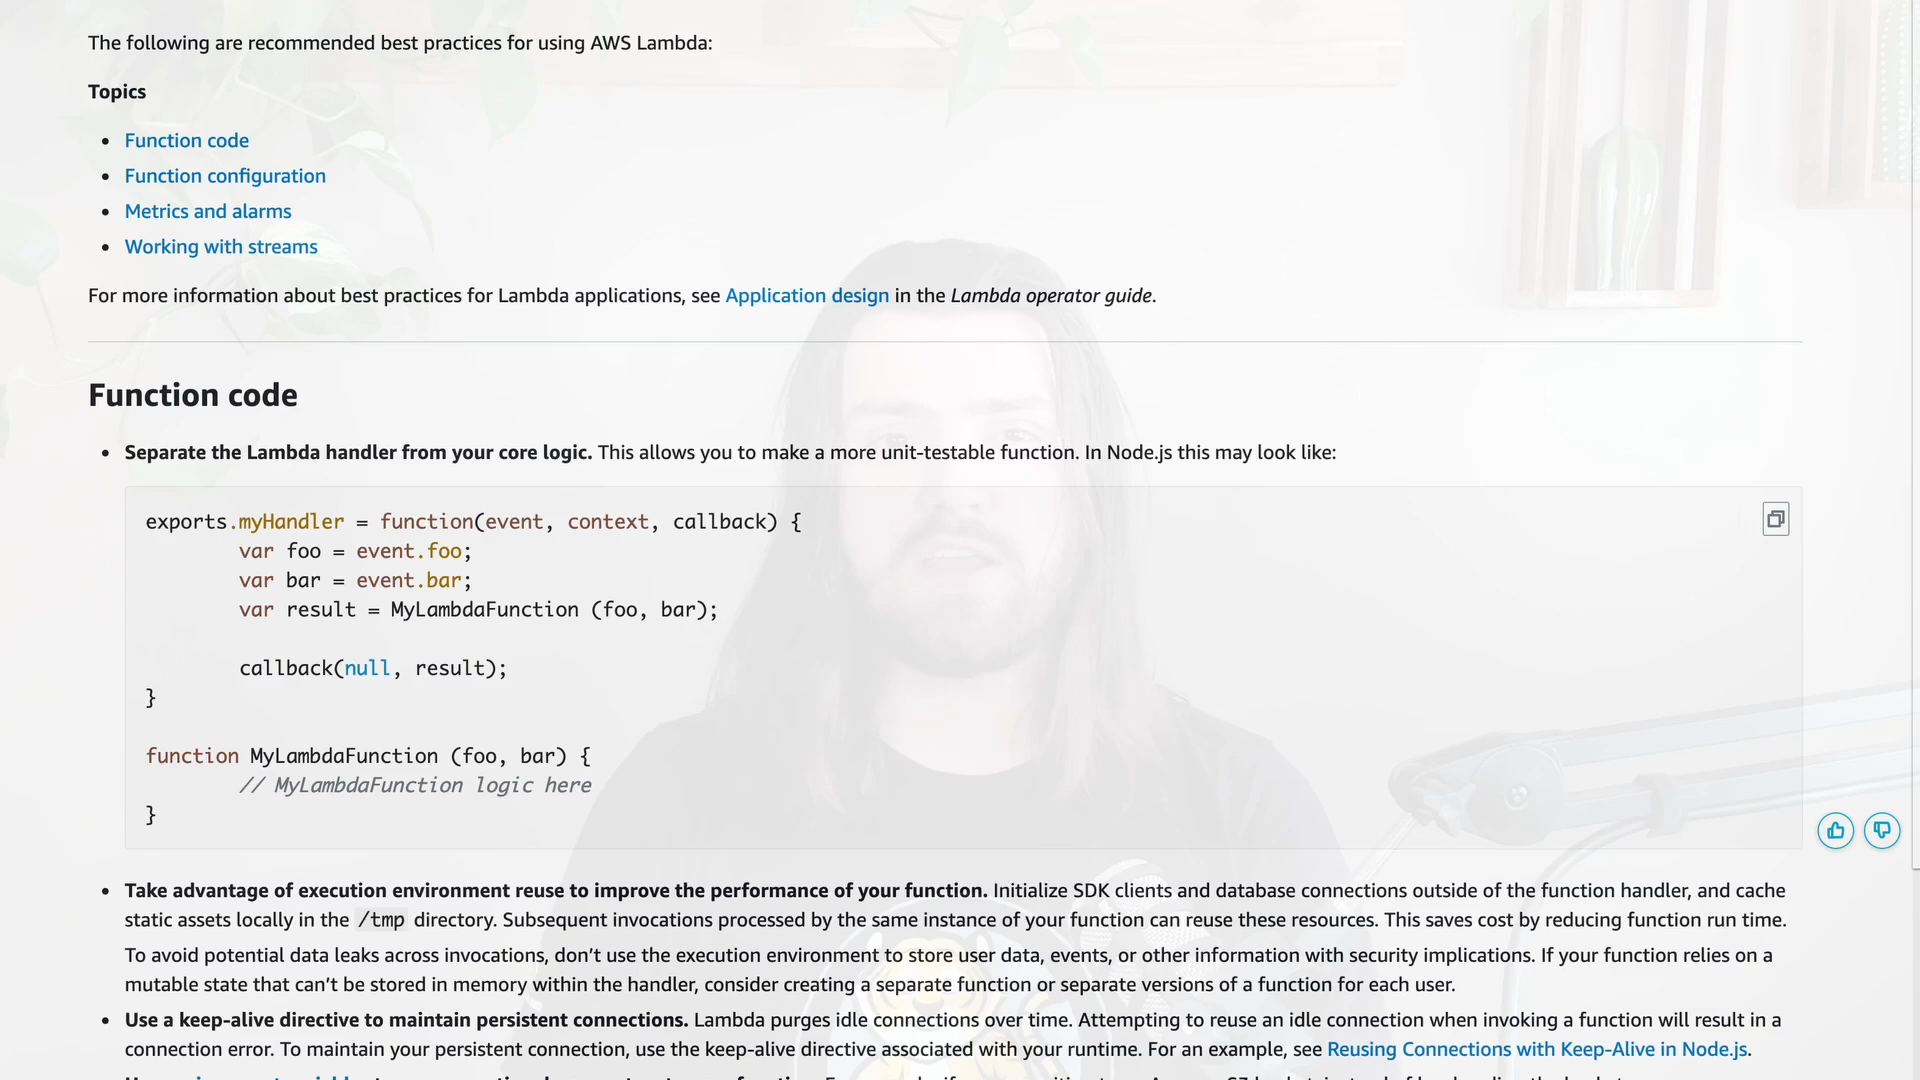 The following are recommended best practices for using AWS Lambda:
Topics
• Function code
• Function configuration
• Metrics and alarms
• Working with streams
For more information about best practices for Lambda applications, see Application design in the Lambda operator guide.
Function code
• Separate the Lambda handler from your core logic. This allows you to make a more unit-testable function. In Node.js this may look like:
exports.myHandler = function(event, context, callback) {
        var foo = event.foo;
        var bar = event.bar;
        var result = MyLambdaFunction (foo, bar);
        callback(null, result);
}
function MyLambdaFunction (foo, bar) {
        // MyLambdaFunction logic here
}
• Take advantage of execution environment reuse to improve the performance of your function. Initialize SDK clients and database connections outside of the function handler, and cache
static assets locally in the /tmp directory. Subsequent invocations processed by the same instance of your function can reuse these resources. This saves cost by reducing function run time.
To avoid potential data leaks across invocations, don’t use the execution environment to store user data, events, or other information with security implications. If your function relies on a
mutable state that can’t be stored in memory within the handler, consider creating a separate function or separate versions of a function for each user.
• Use a keep-alive directive to maintain persistent connections. Lambda purges idle connections over time. Attempting to reuse an idle connection when invoking a function will result in a
connection error. To maintain your persistent connection, use the keep-alive directive associated with your runtime. For an example, see Reusing Connections with Keep-Alive in Node.js.